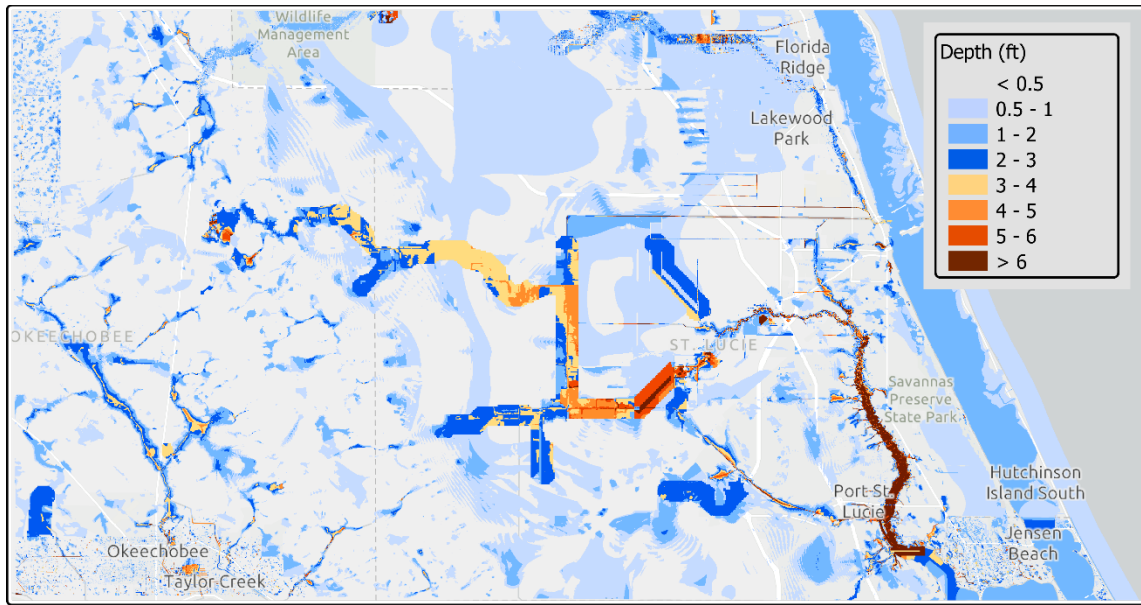 Wildlife
Management
Area
Florida
Ridge
Lakewood
Park
Depth (ft)
< 0.5
0.5 - 1
1 - 2
2 - 3
3 - 4
4 - 5
5 - 6
> 6
OKEECHOBEE
ST. LUCIE
Savannas
Preserve
State Park
Hutchinson
Island South
Port St.
Lucie
Jensen
Beach
Okeechobee
Taylor Creek